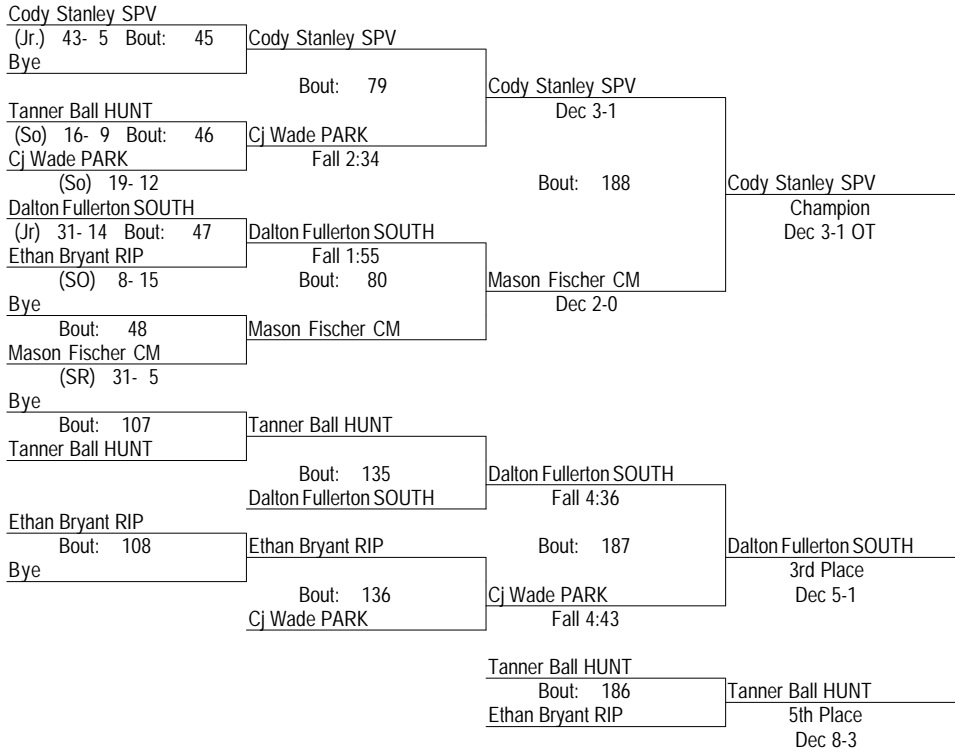 Cody Stanley SPV
(Jr.) 43- 5 Bout: 45 Cody Stanley SPV
Bye
Bout: 79 Cody Stanley SPV
Tanner Ball HUNT Dec 3-1
(So) 16- 9 Bout: 46 Cj Wade PARK
Cj Wade PARK Fall 2:34
(So) 19- 12 Bout: 188 Cody Stanley SPV
Dalton Fullerton SOUTH Champion
(Jr) 31- 14 Bout: 47 Dalton Fullerton SOUTH Dec 3-1 OT
Ethan Bryant RIP Fall 1:55
(SO) 8- 15 Bout: 80 Mason Fischer CM
Bye Dec 2-0
Bout: 48 Mason Fischer CM
Mason Fischer CM
(SR) 31- 5
Bye
Bout: 107 Tanner Ball HUNT
Tanner Ball HUNT
Bout: 135 Dalton Fullerton SOUTH
Dalton Fullerton SOUTH Fall 4:36
Ethan Bryant RIP
Bout: 108 Ethan Bryant RIP Bout: 187 Dalton Fullerton SOUTH
Bye 3rd Place
Bout: 136 Cj Wade PARK Dec 5-1
Cj Wade PARK Fall 4:43
Tanner Ball HUNT
Bout: 186 Tanner Ball HUNT
Ethan Bryant RIP 5th Place
Dec 8-3